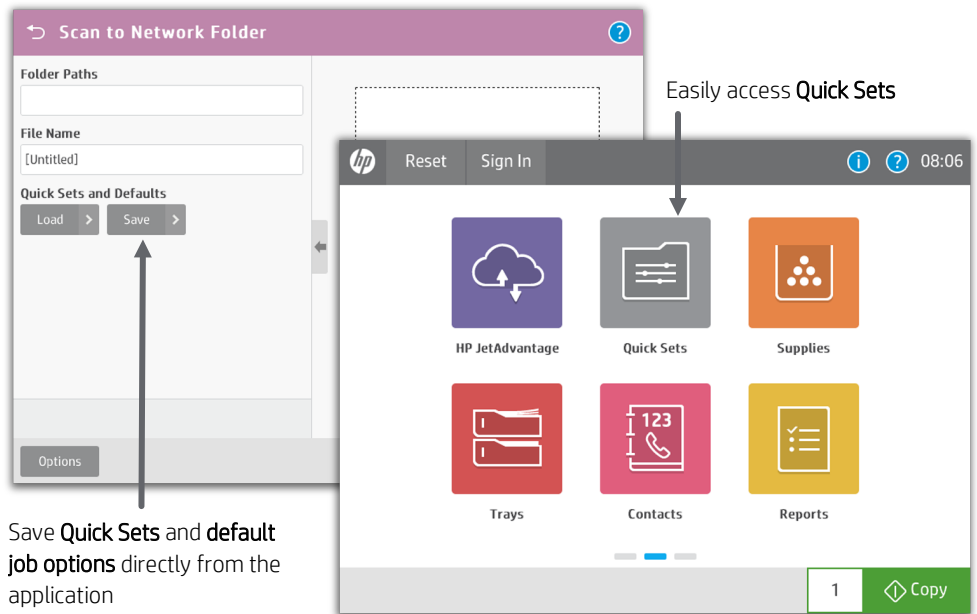 Scan to Network Folder
?
Folder Paths
File Name
[Untitled]
Quick Sets and Defaults
Load >
Save >
Options
Save Quick Sets and default
job options directly from the
application
Easily access Quick Sets
hp
Reset
Sign In
i
?
08:06
HP JetAdvantage
Quick Sets
Supplies
123
Trays
Contacts
Reports
1
Copy